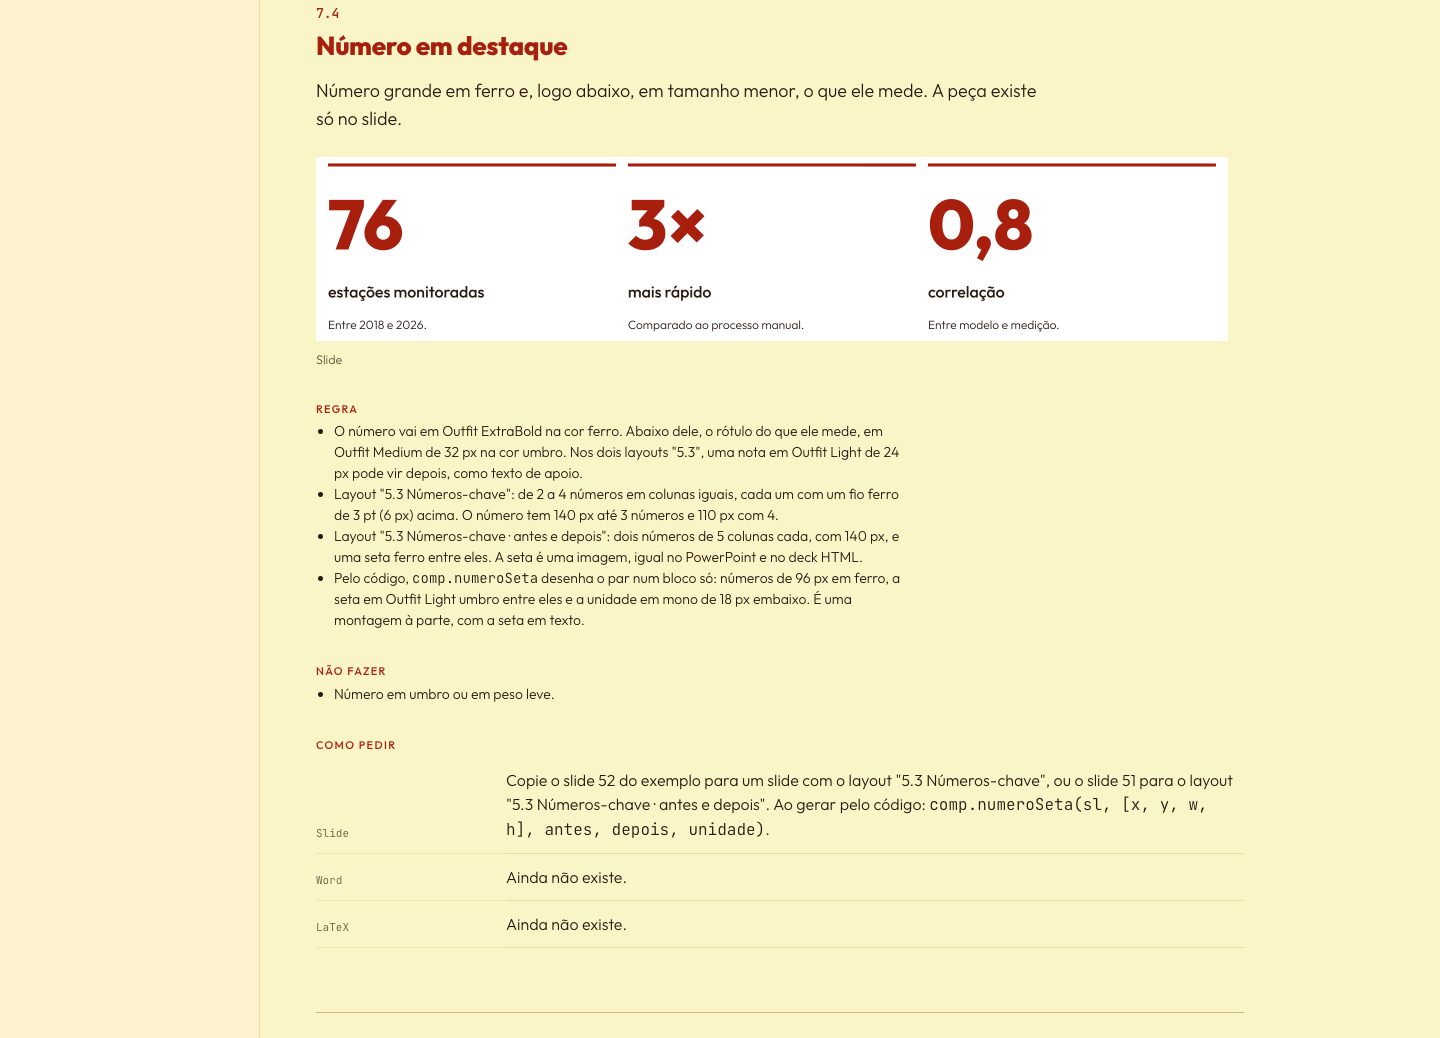 7.4
Número em destaque
Número grande em ferro e, logo abaixo, em tamanho menor, o que ele mede. A peça existe
só no slide.
76
3×
0,8
estações monitoradas
mais rápido
correlação
Entre 2018 e 2026.
Comparado ao processo manual.
Entre modelo e medição.
Slide
REGRA
• O número vai em Outfit ExtraBold na cor ferro. Abaixo dele, o rótulo do que ele mede, em
Outfit Medium de 32 px na cor umbro. Nos dois layouts "5.3", uma nota em Outfit Light de 24
px pode vir depois, como texto de apoio.
• Layout "5.3 Números-chave": de 2 a 4 números em colunas iguais, cada um com um fio ferro
de 3 pt (6 px) acima. O número tem 140 px até 3 números e 110 px com 4.
• Layout "5.3 Números-chave · antes e depois": dois números de 5 colunas cada, com 140 px, e
uma seta ferro entre eles. A seta é uma imagem, igual no PowerPoint e no deck HTML.
• Pelo código, comp.numeroSeta desenha o par num bloco só: números de 96 px em ferro, a
seta em Outfit Light umbro entre eles e a unidade em mono de 18 px embaixo. É uma
montagem à parte, com a seta em texto.
NÃO FAZER
• Número em umbro ou em peso leve.
COMO PEDIR
Copie o slide 52 do exemplo para um slide com o layout "5.3 Números-chave", ou o slide 51 para o layout
"5.3 Números-chave · antes e depois". Ao gerar pelo código: comp.numeroSeta(sl, [x, y, w,
h], antes, depois, unidade).
Slide
Word
Ainda não existe.
LaTeX
Ainda não existe.